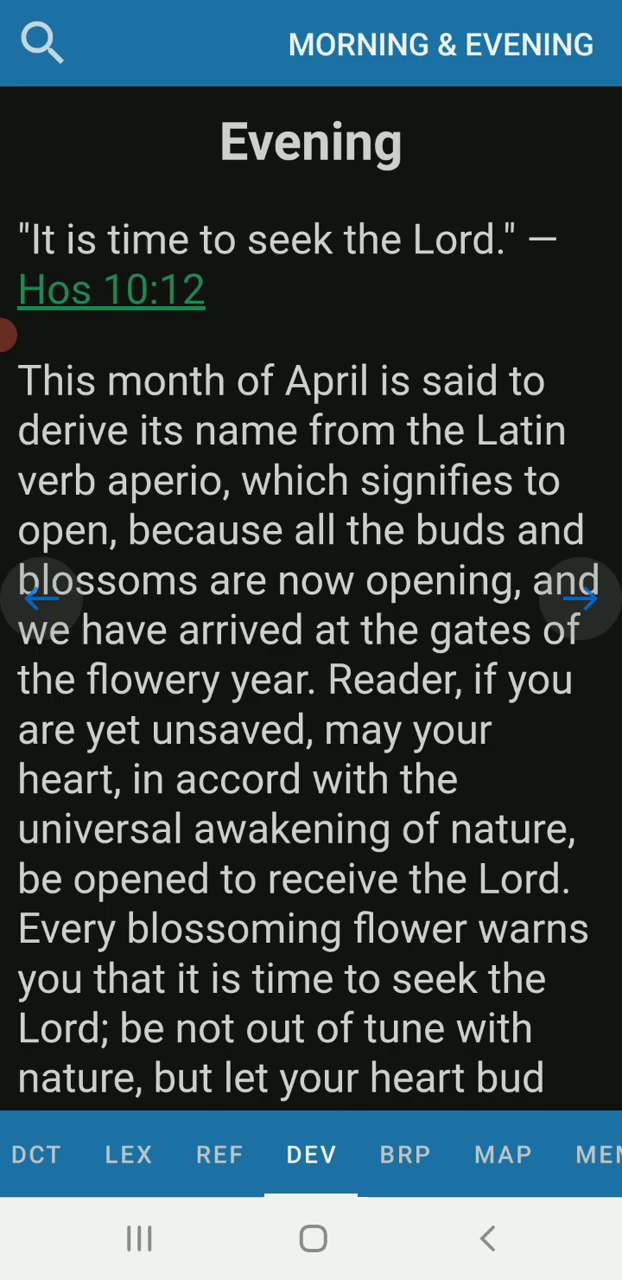 MORNING & EVENING
Evening
"It is time to seek the Lord." —
Hos 10:12
This month of April is said to
derive its name from the Latin
verb aperio, which signifies to
open, because all the buds and
blossoms are now opening, and
we have arrived at the gates of
the flowery year. Reader, if you
are yet unsaved, may your
heart, in accord with the
universal awakening of nature,
be opened to receive the Lord.
Every blossoming flower warns
you that it is time to seek the
Lord; be not out of tune with
nature, but let your heart bud
DCT LEX REF DEV BRP MAP